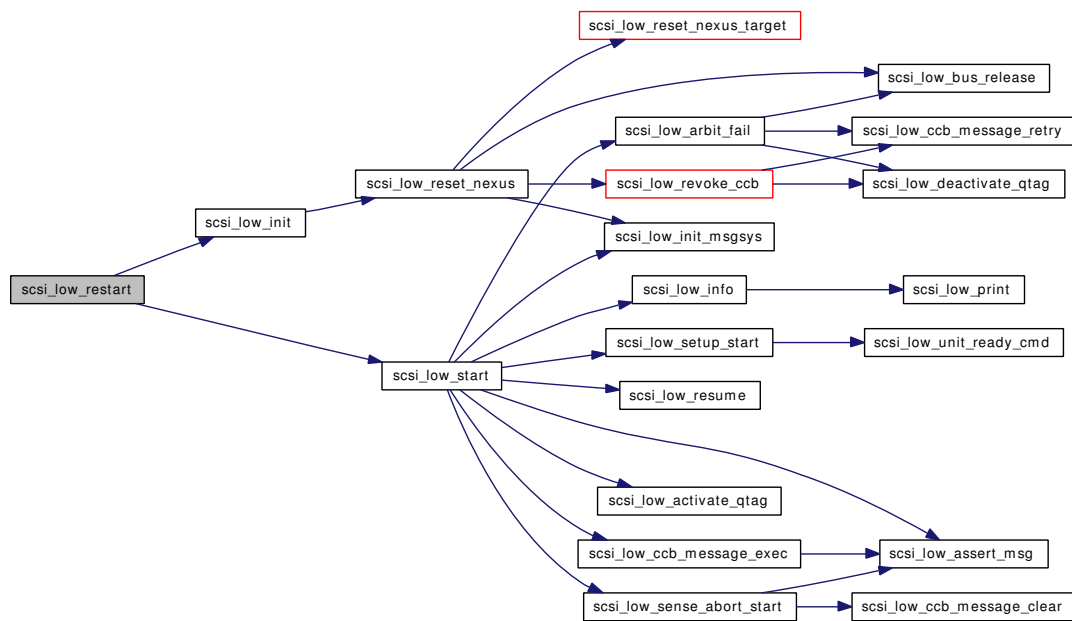 scsi_low_reset_nexus_target
scsi_low_bus_release
scsi_low_arbit_fail
scsi_low_ccb_message_retry
scsi_low_reset_nexus
scsi_low_revoke_ccb
scsi_low_deactivate_qtag
scsi_low_init
scsi_low_init_msgsys
scsi_low_restart
scsi_low_info
scsi_low_print
scsi_low_setup_start
scsi_low_unit_ready_cmd
scsi_low_start
scsi_low_resume
scsi_low_activate_qtag
scsi_low_ccb_message_exec
scsi_low_assert_msg
scsi_low_sense_abort_start
scsi_low_ccb_message_clear